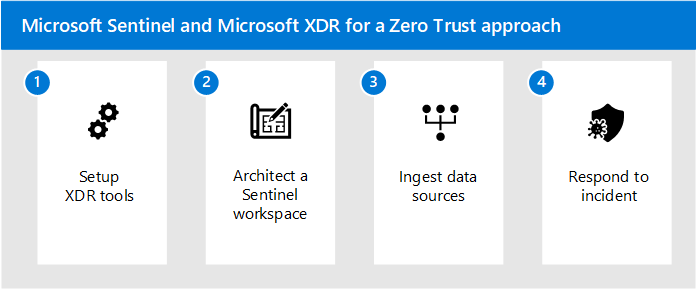 Microsoft Sentinel and Microsoft XDR for a Zero Trust approach
1
Setup
XDR tools
2
Architect a
Sentinel
workspace
3
Ingest data
sources
4
Respond to
incident